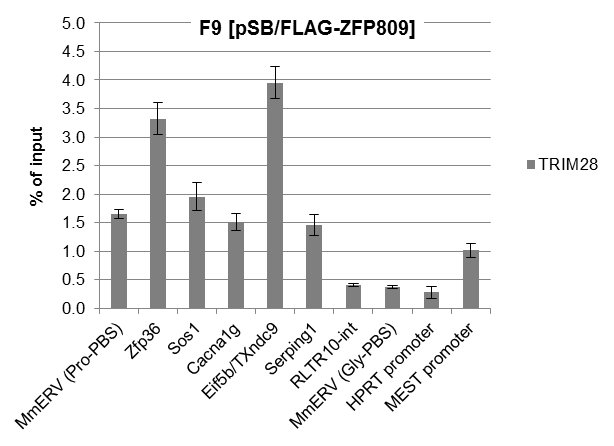 F9 [pSB/FLAG-ZFP809]
% of input
5.0
4.5
4.0
3.5
3.0
2.5
2.0
1.5
1.0
0.5
0.0
TRIM28
MmERV (Pro-PBS)
Zfp36
Sos1
Cacna1g
Eif5b/TXndc9
Serping1
RLTR10-int
MmERV (Gly-PBS)
HPRT promoter
MEST promoter